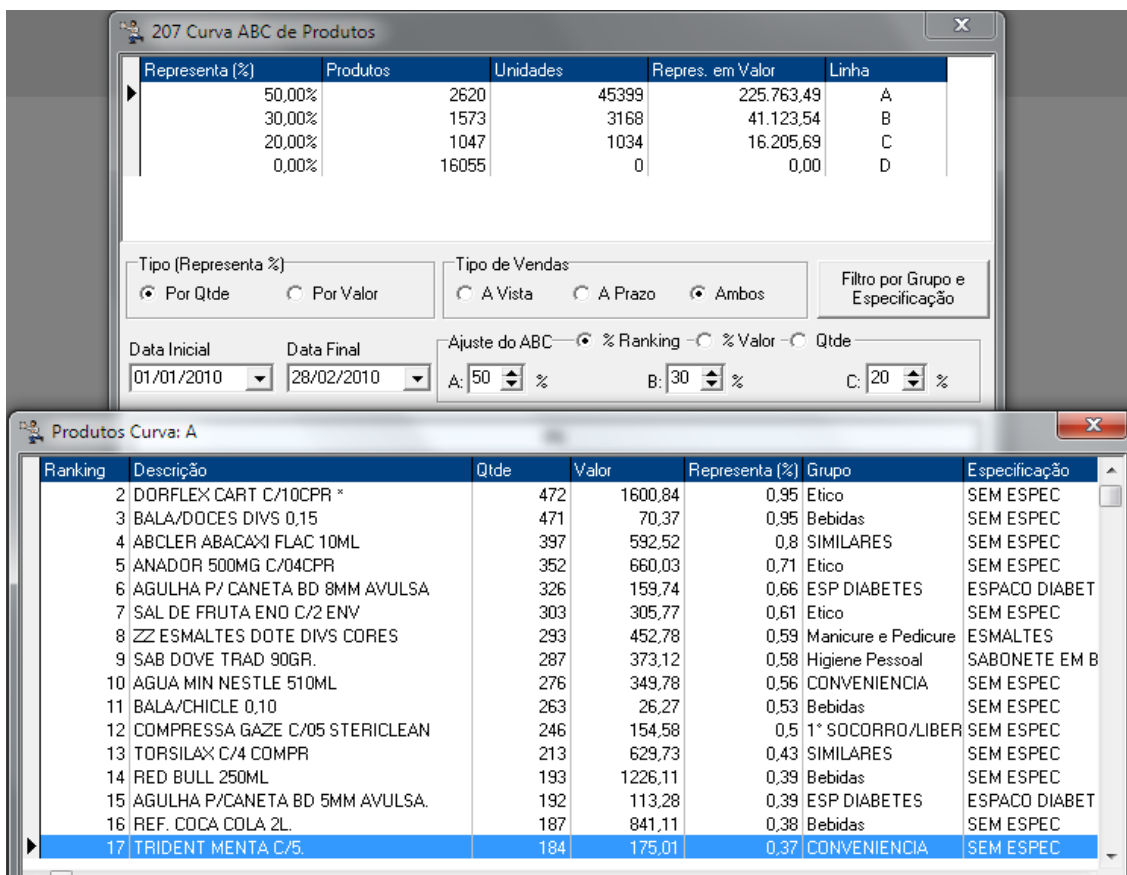 207 Curva ABC de Produtos
Representa (%) Produtos Unidades Repres. em Valor Linha
50,00% 2620 45399 225.763,49 A
30,00% 1573 3168 41.123,54 B
20,00% 1047 1034 16.205,69 C
0,00% 16055 0 0,00 D
Tipo (Representa %) Tipo de Vendas
Por Qtde Por Valor A Vista A Prazo Ambos Filtro por Grupo e
Especificação
Data Inicial Data Final Ajuste do ABC % Ranking % Valor Qtde
01/01/2010 28/02/2010 A: 50 % B: 30 % C: 20 %
Produtos Curva: A
Ranking Descrição Qtde Valor Representa (%) Grupo Especificação
2 DORFLEX CART C/10CPR * 472 1600,84 0,95 Etico SEM ESPEC
3 BALA/DOCES DIVS 0,15 471 70,37 0,95 Bebidas SEM ESPEC
4 ABCLER ABACAXI FLAC 10ML 397 592,52 0,8 SIMILARES SEM ESPEC
5 ANADOR 500MG C/04CPR 352 660,03 0,71 Etico SEM ESPEC
6 AGULHA P/ CANETA BD 8MM AVULSA 326 159,74 0,66 ESP DIABETES ESPACO DIABET
7 SAL DE FRUTA ENO C/2 ENV 303 305,77 0,61 Etico SEM ESPEC
8 ZZ ESMALTES DOTE DIVS CORES 293 452,78 0,59 Manicure e Pedicure ESMALTES
9 SAB DOVE TRAD 90GR. 287 373,12 0,58 Higiene Pessoal SABONETE EM B
10 AGUA MIN NESTLE 510ML 276 349,78 0,56 CONVENIENCIA SEM ESPEC
11 BALA/CHICLE 0,10 263 26,27 0,53 Bebidas SEM ESPEC
12 COMPRESSA GAZE C/05 STERICLEAN 246 154,58 0,5 1° SOCORRO/LIBER SEM ESPEC
13 TORSILAX C/4 COMPR 213 629,73 0,43 SIMILARES SEM ESPEC
14 RED BULL 250ML 193 1226,11 0,39 Bebidas SEM ESPEC
15 AGULHA P/CANETA BD 5MM AVULSA. 192 113,28 0,39 ESP DIABETES ESPACO DIABET
16 REF. COCA COLA 2L. 187 841,11 0,38 Bebidas SEM ESPEC
17 TRIDENT MENTA C/5. 184 175,01 0,37 CONVENIENCIA SEM ESPEC